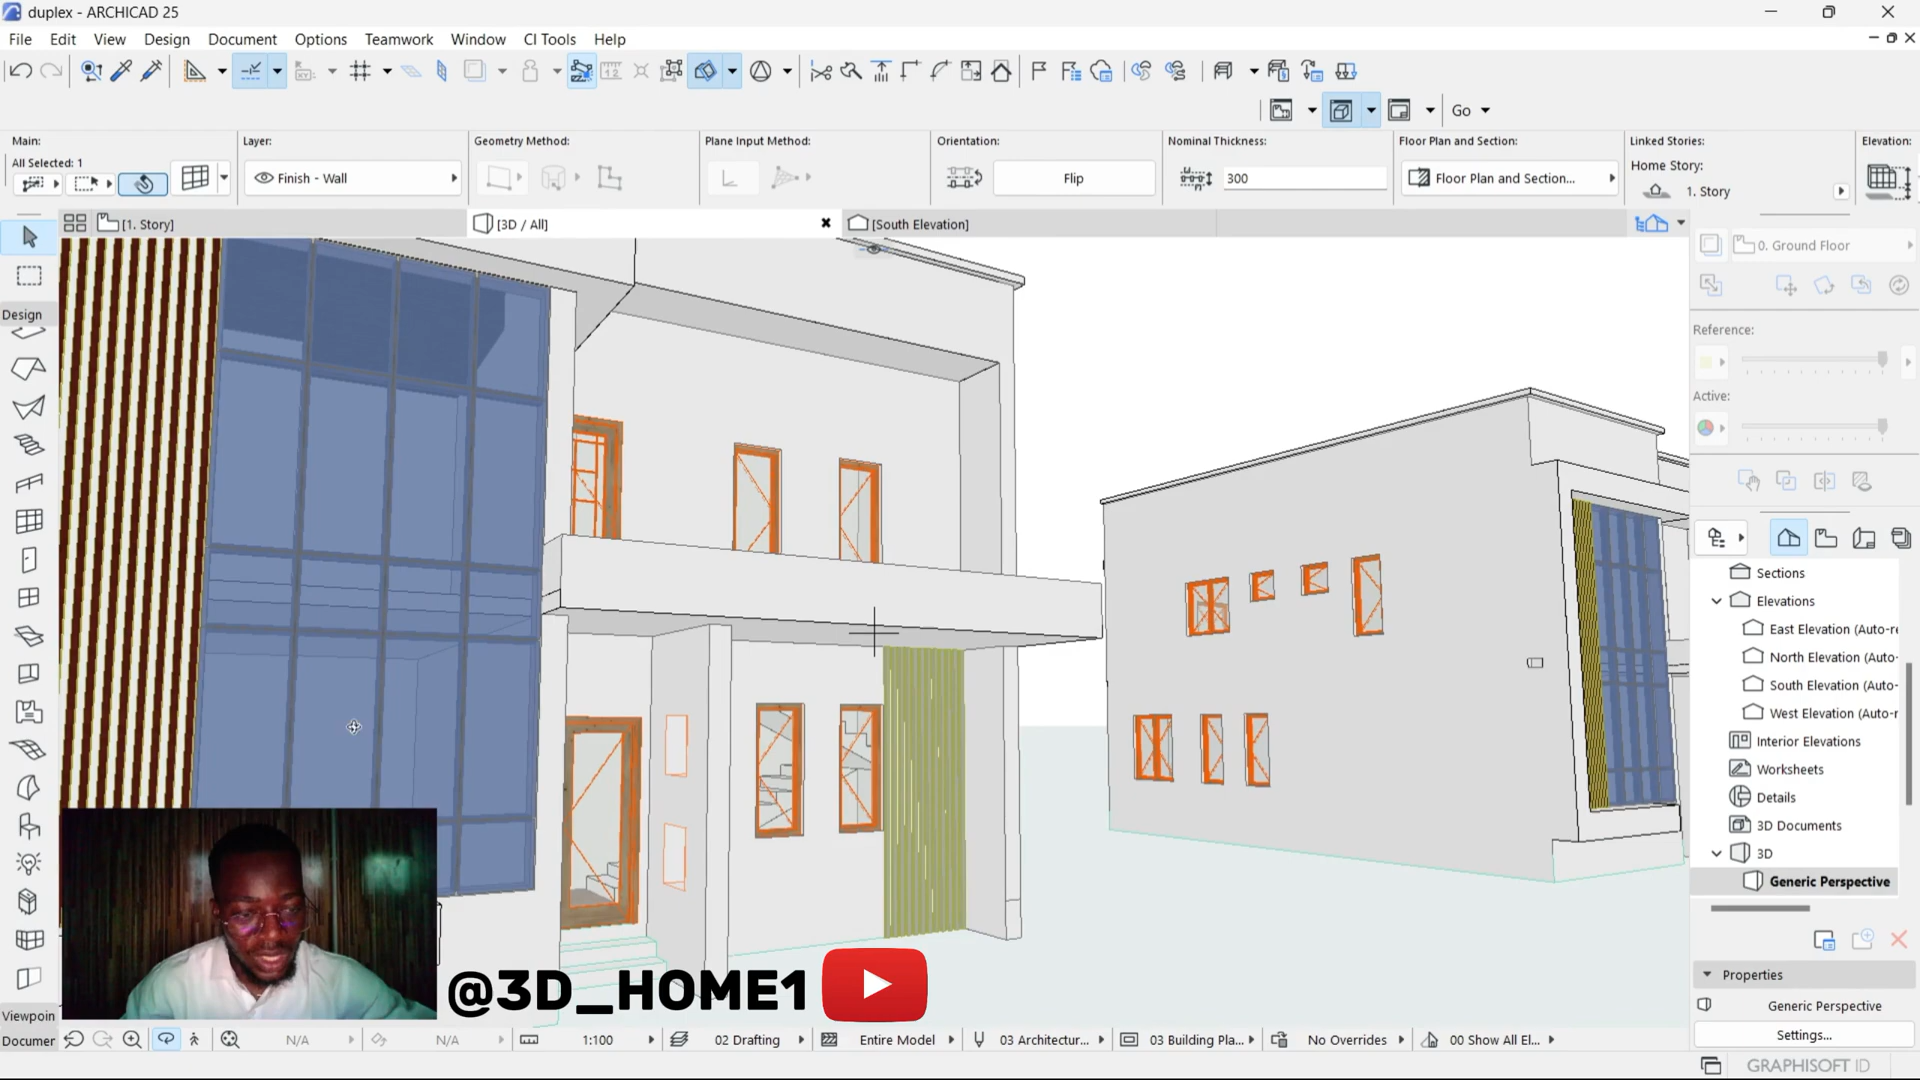 duplex - ARCHICAD 25
File Edit View Design Document Options Teamwork Window CI Tools Help
Go
Main:
All Selected: 1
Layer:
Finish - Wall
Geometry Method:
Plane Input Method:
Orientation:
Flip
Nominal Thickness:
300
Floor Plan and Section:
Floor Plan and Section...
Linked Stories:
Home Story:
1. Story
Elevation:
[1. Story]
[3D / All]
[South Elevation]
Design
0. Ground Floor
Reference:
Active:
Sections
Elevations
East Elevation (Auto-r
North Elevation (Auto-
South Elevation (Auto-
West Elevation (Auto-r
Interior Elevations
Worksheets
Details
3D Documents
3D
Generic Perspective
Properties
Generic Perspective
Settings...
@3D_HOME1
Viewpoin
Documer
N/A
N/A
1:100
02 Drafting
Entire Model
03 Architectur...
03 Building Pla...
No Overrides
00 Show All El...
GRAPHISOFT ID